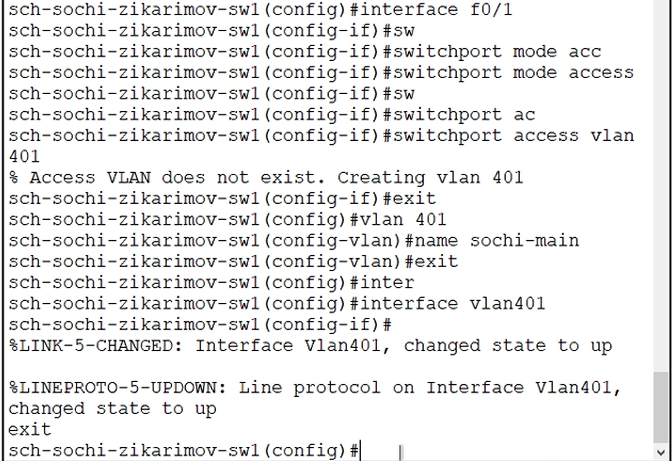 sch-sochi-zikarimov-sw1(config)#interface f0/1
sch-sochi-zikarimov-sw1(config-if)#sw
sch-sochi-zikarimov-sw1(config-if)#switchport mode acc
sch-sochi-zikarimov-sw1(config-if)#switchport mode access
sch-sochi-zikarimov-sw1(config-if)#sw
sch-sochi-zikarimov-sw1(config-if)#switchport ac
sch-sochi-zikarimov-sw1(config-if)#switchport access vlan
401
% Access VLAN does not exist. Creating vlan 401
sch-sochi-zikarimov-sw1(config-if)#exit
sch-sochi-zikarimov-sw1(config)#vlan 401
sch-sochi-zikarimov-sw1(config-vlan)#name sochi-main
sch-sochi-zikarimov-sw1(config-vlan)#exit
sch-sochi-zikarimov-sw1(config)#inter
sch-sochi-zikarimov-sw1(config)#interface vlan401
sch-sochi-zikarimov-sw1(config-if)#
%LINK-5-CHANGED: Interface Vlan401, changed state to up

%LINEPROTO-5-UPDOWN: Line protocol on Interface Vlan401,
changed state to up
exit
sch-sochi-zikarimov-sw1(config)#